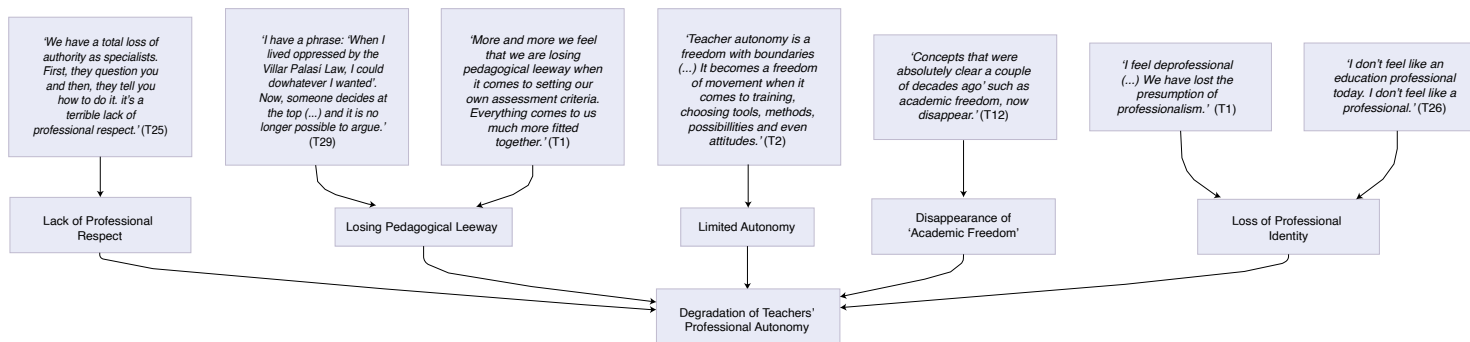 ‘We have a total loss of
authority as specialists.
First, they question you
and then, they tell you
how to do it. it’s a
terrible lack of
professional respect.’ (T25)
‘I have a phrase: ‘When I
lived oppressed by the
Villar Palasi Law, I could
dowhatever I wanted’.
Now, someone decides at
the top (...) and it is no
longer possible to argue.’
(T29)
‘More and more we feel
that we are losing
pedagogical leeway when
it comes to setting our
own assessment criteria.
Everything comes to us
much more fitted
together.’ (T1)
‘Teacher autonomy is a
freedom with boundaries
(...) It becomes a freedom
of movement when it
comes to training,
choosing tools, methods,
possibillities and even
attitudes.’ (T2)
‘Concepts that were
absolutely clear a couple
of decades ago’ such as
academic freedom, now
disappear.’ (T12)
‘I feel deprofessional
(...) We have lost the
presumption of
professionalism.’ (T1)
‘I don’t feel like an
education professional
today. I don’t feel like a
professional.’ (T26)
Lack of Professional
Respect
Losing Pedagogical Leeway
Limited Autonomy
Disappearance of
‘Academic Freedom’
Loss of Professional
Identity
Degradation of Teachers’
Professional Autonomy